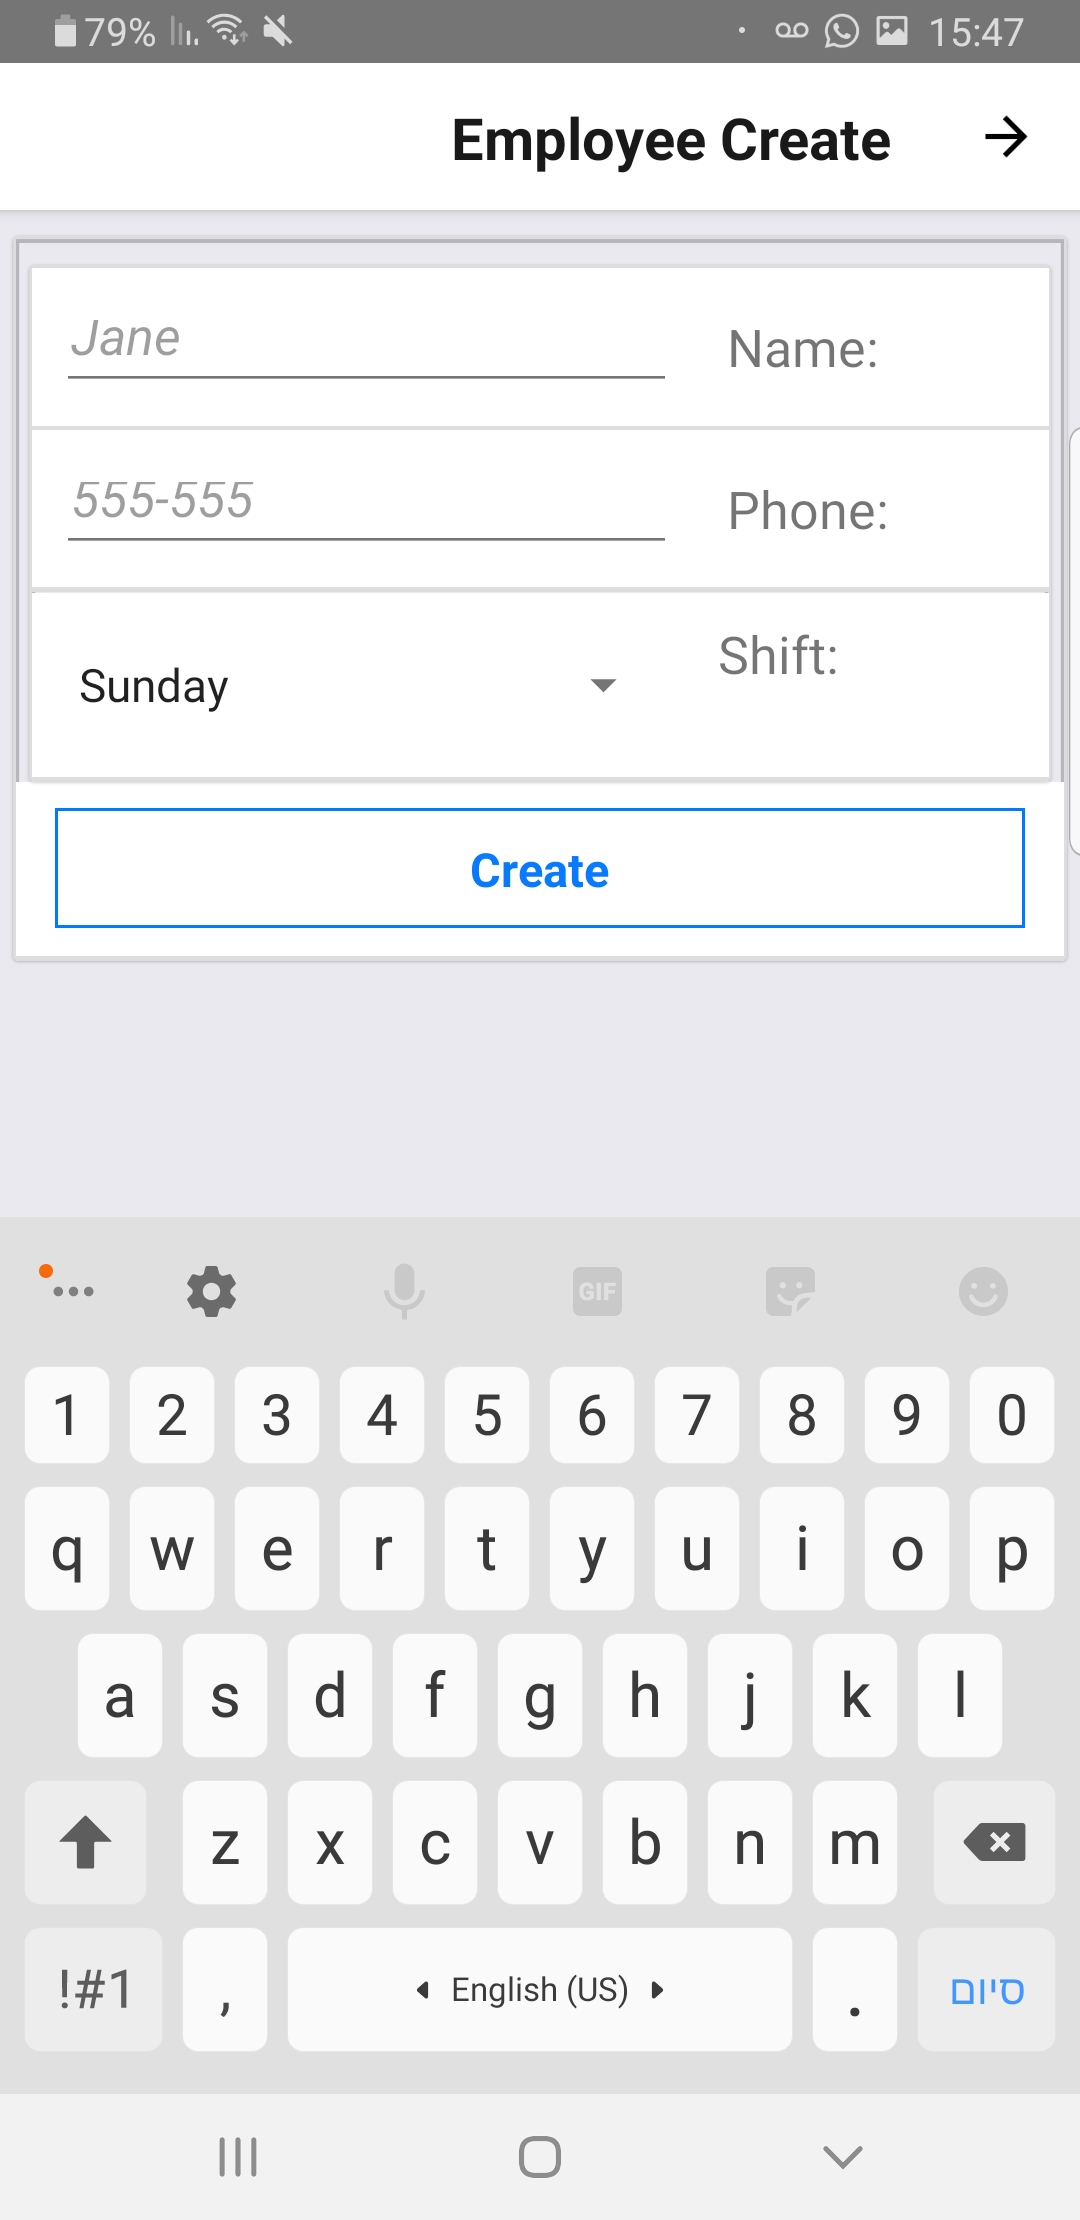 79% 15:47
Employee Create
Jane Name:
555-555 Phone:
Sunday Shift:
Create
GIF
1 2 3 4 5 6 7 8 9 0
q w e r t y u i o p
a s d f g h j k l
z x c v b n m
!#1 , English (US) . סיום